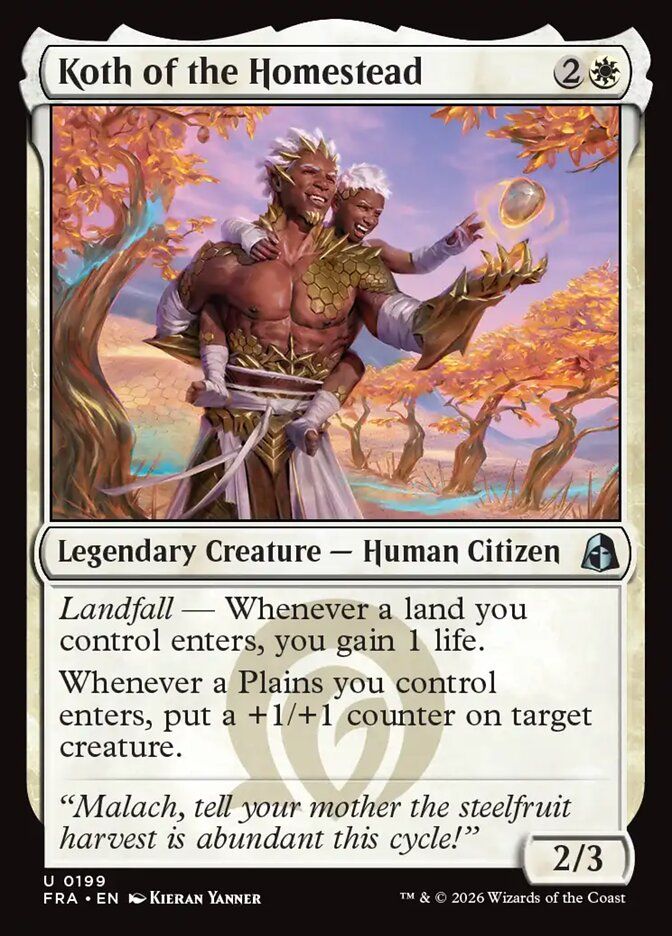 Koth of the Homestead 2
Legendary Creature — Human Citizen
Landfall — Whenever a land you
control enters, you gain 1 life.
Whenever a Plains you control
enters, put a +1/+1 counter on target
creature.
“Malach, tell your mother the steelfruit
harvest is abundant this cycle!”
2/3
U 0199
FRA • EN Kieran Yanner
™ & © 2026 Wizards of the Coast